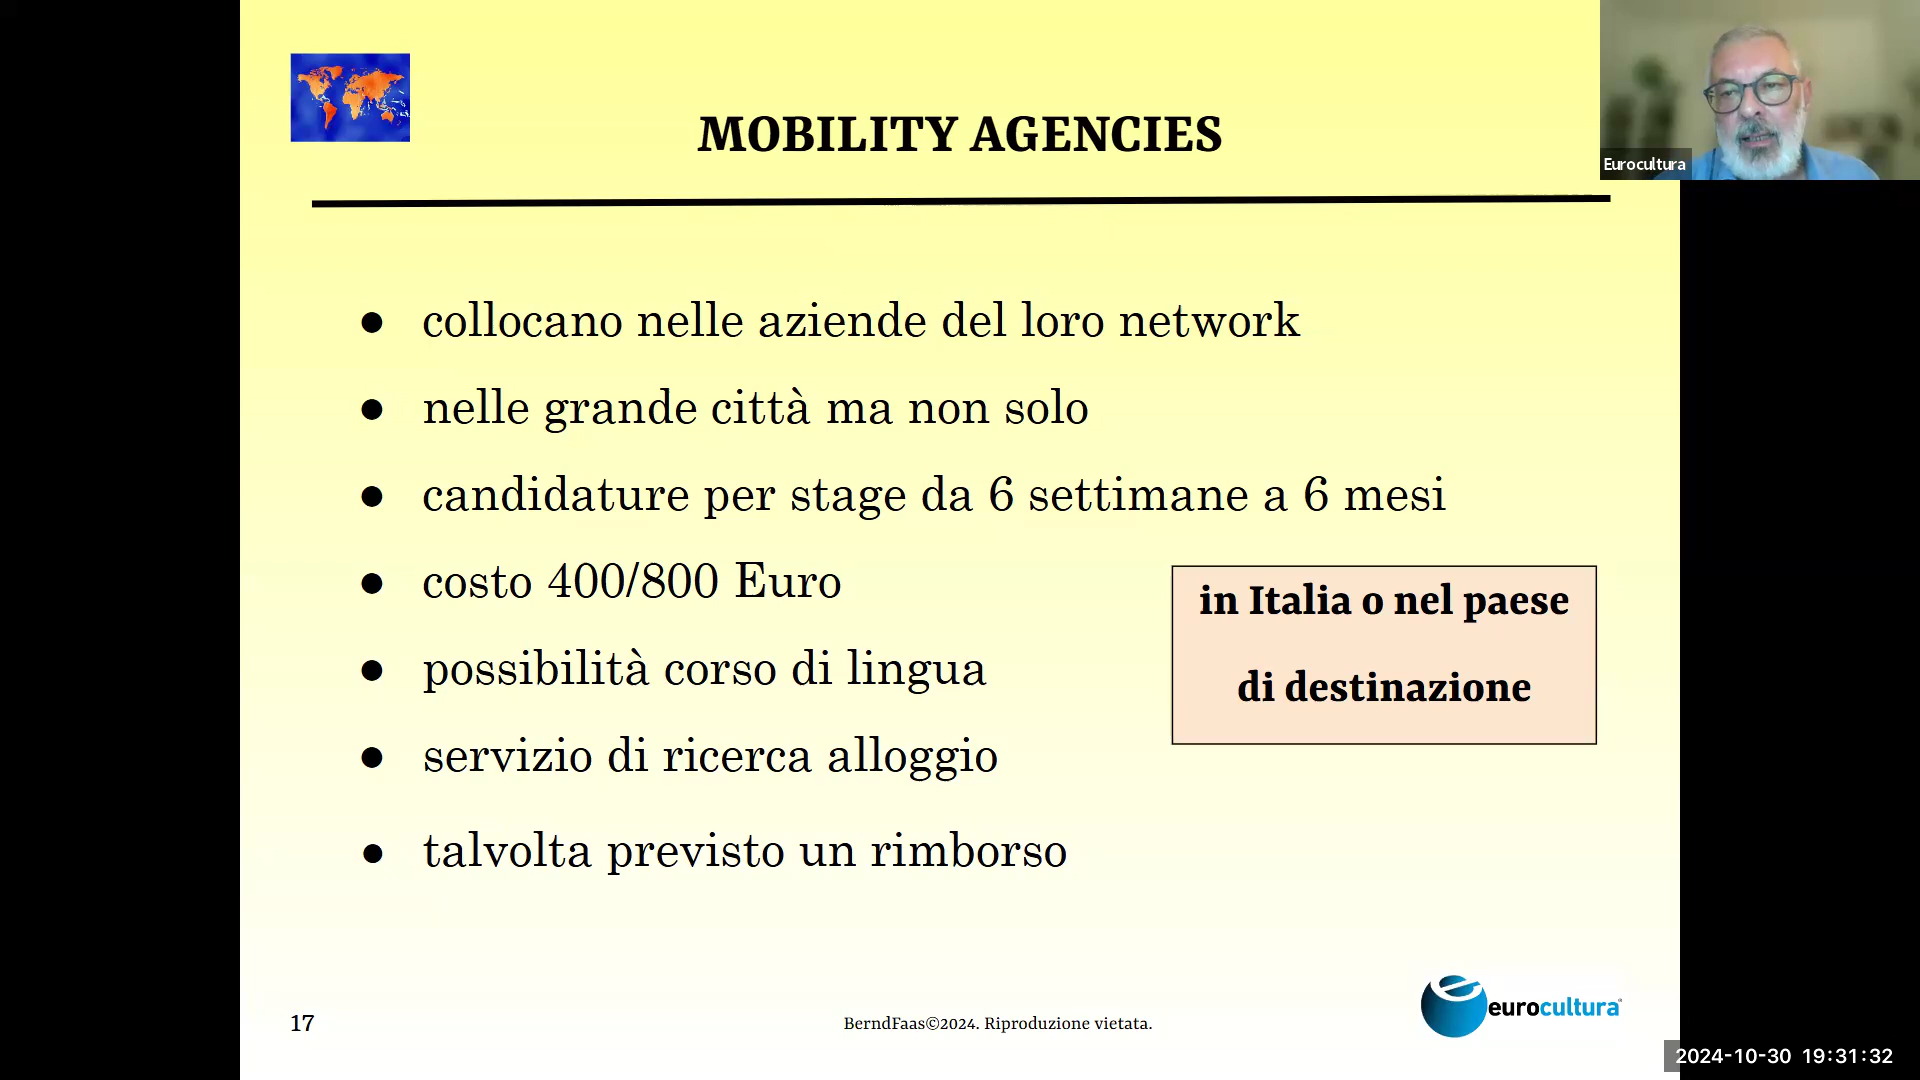 MOBILITY AGENCIES
Eurocultura
● collocano nelle aziende del loro network
● nelle grande città ma non solo
● candidature per stage da 6 settimane a 6 mesi
● costo 400/800 Euro
● possibilità corso di lingua
● servizio di ricerca alloggio
● talvolta previsto un rimborso
in Italia o nel paese
di destinazione
17
BerndFaas©2024. Riproduzione vietata.
eurocultura®
2024-10-30 19:31:32